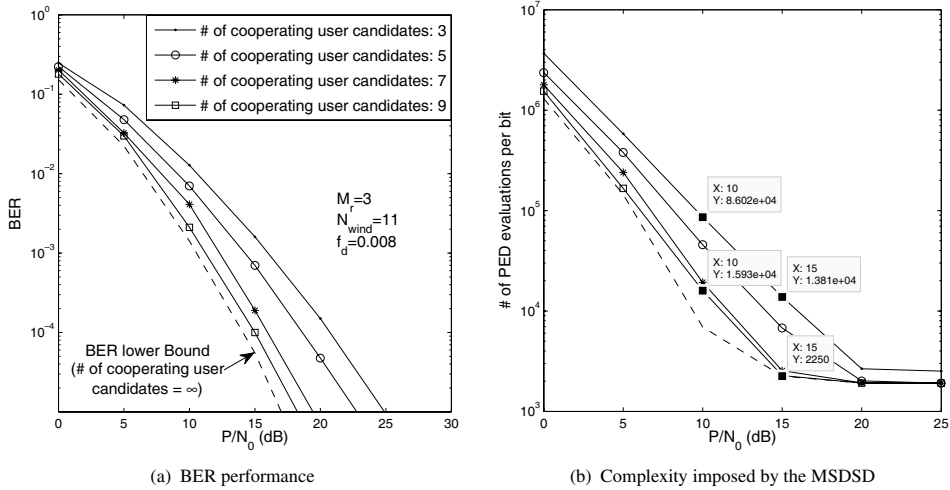 10^0
10^-1
10^-2
10^-3
10^-4
BER
0
5
10
15
20
25
30
P/N_0 (dB)
# of cooperating user candidates: 3
# of cooperating user candidates: 5
# of cooperating user candidates: 7
# of cooperating user candidates: 9
M_r=3
N_wind=11
f_d=0.008
BER lower Bound
(# of cooperating user
candidates = ∞)
(a) BER performance
10^7
10^6
10^5
10^4
10^3
# of PED evaluations per bit
X: 10
Y: 8.602e+04
X: 10
Y: 1.593e+04
X: 15
Y: 1.381e+04
X: 15
Y: 2250
0
5
10
15
20
25
P/N_0 (dB)
(b) Complexity imposed by the MSDSD